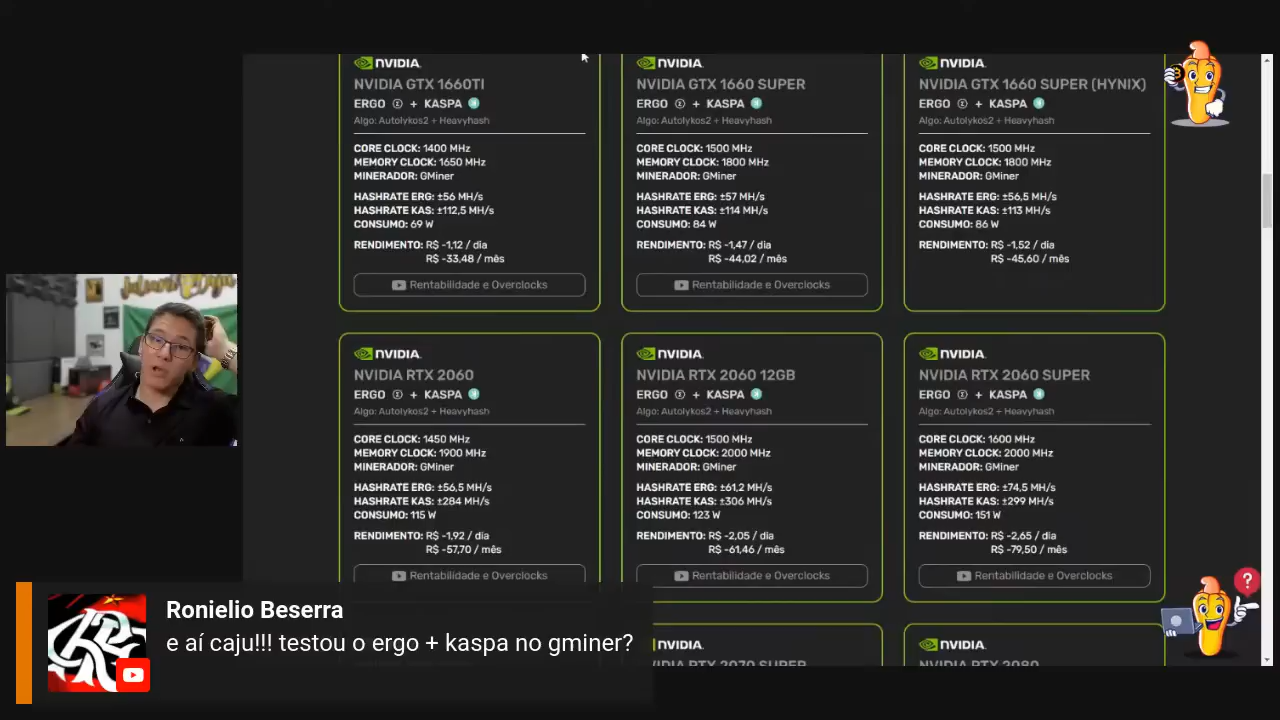 NVIDIA.
NVIDIA GTX 1660TI
ERGO + KASPA
Algo: Autolykos2 + Heavyhash
CORE CLOCK: 1400 MHz
MEMORY CLOCK: 1650 MHz
MINERADOR: GMiner
HASHRATE ERG: ±56 MH/s
HASHRATE KAS: ±112,5 MH/s
CONSUMO: 69 W
RENDIMENTO: R$ -1,12 / dia
R$ -33,48 / mês
Rentabilidade e Overclocks
NVIDIA.
NVIDIA GTX 1660 SUPER
ERGO + KASPA
Algo: Autolykos2 + Heavyhash
CORE CLOCK: 1500 MHz
MEMORY CLOCK: 1800 MHz
MINERADOR: GMiner
HASHRATE ERG: ±57 MH/s
HASHRATE KAS: ±114 MH/s
CONSUMO: 84 W
RENDIMENTO: R$ -1,47 / dia
R$ -44,02 / mês
Rentabilidade e Overclocks
NVIDIA.
NVIDIA GTX 1660 SUPER (HYNIX)
ERGO + KASPA
Algo: Autolykos2 + Heavyhash
CORE CLOCK: 1500 MHz
MEMORY CLOCK: 1800 MHz
MINERADOR: GMiner
HASHRATE ERG: ±56,5 MH/s
HASHRATE KAS: ±113 MH/s
CONSUMO: 86 W
RENDIMENTO: R$ -1,52 / dia
R$ -45,60 / mês
NVIDIA.
NVIDIA RTX 2060
ERGO + KASPA
Algo: Autolykos2 + Heavyhash
CORE CLOCK: 1450 MHz
MEMORY CLOCK: 1900 MHz
MINERADOR: GMiner
HASHRATE ERG: ±56,5 MH/s
HASHRATE KAS: ±284 MH/s
CONSUMO: 115 W
RENDIMENTO: R$ -1,92 / dia
R$ -57,70 / mês
Rentabilidade e Overclocks
NVIDIA.
NVIDIA RTX 2060 12GB
ERGO + KASPA
Algo: Autolykos2 + Heavyhash
CORE CLOCK: 1500 MHz
MEMORY CLOCK: 2000 MHz
MINERADOR: GMiner
HASHRATE ERG: ±61,2 MH/s
HASHRATE KAS: ±306 MH/s
CONSUMO: 123 W
RENDIMENTO: R$ -2,05 / dia
R$ -61,46 / mês
Rentabilidade e Overclocks
NVIDIA.
NVIDIA RTX 2060 SUPER
ERGO + KASPA
Algo: Autolykos2 + Heavyhash
CORE CLOCK: 1600 MHz
MEMORY CLOCK: 2000 MHz
MINERADOR: GMiner
HASHRATE ERG: ±74,5 MH/s
HASHRATE KAS: ±299 MH/s
CONSUMO: 151 W
RENDIMENTO: R$ -2,65 / dia
R$ -79,50 / mês
Rentabilidade e Overclocks
NVIDIA.
NVIDIA RTX 2070 SUPER
NVIDIA.
NVIDIA RTX 2080
?
Ronielio Beserra
e aí caju!!! testou o ergo + kaspa no gminer?